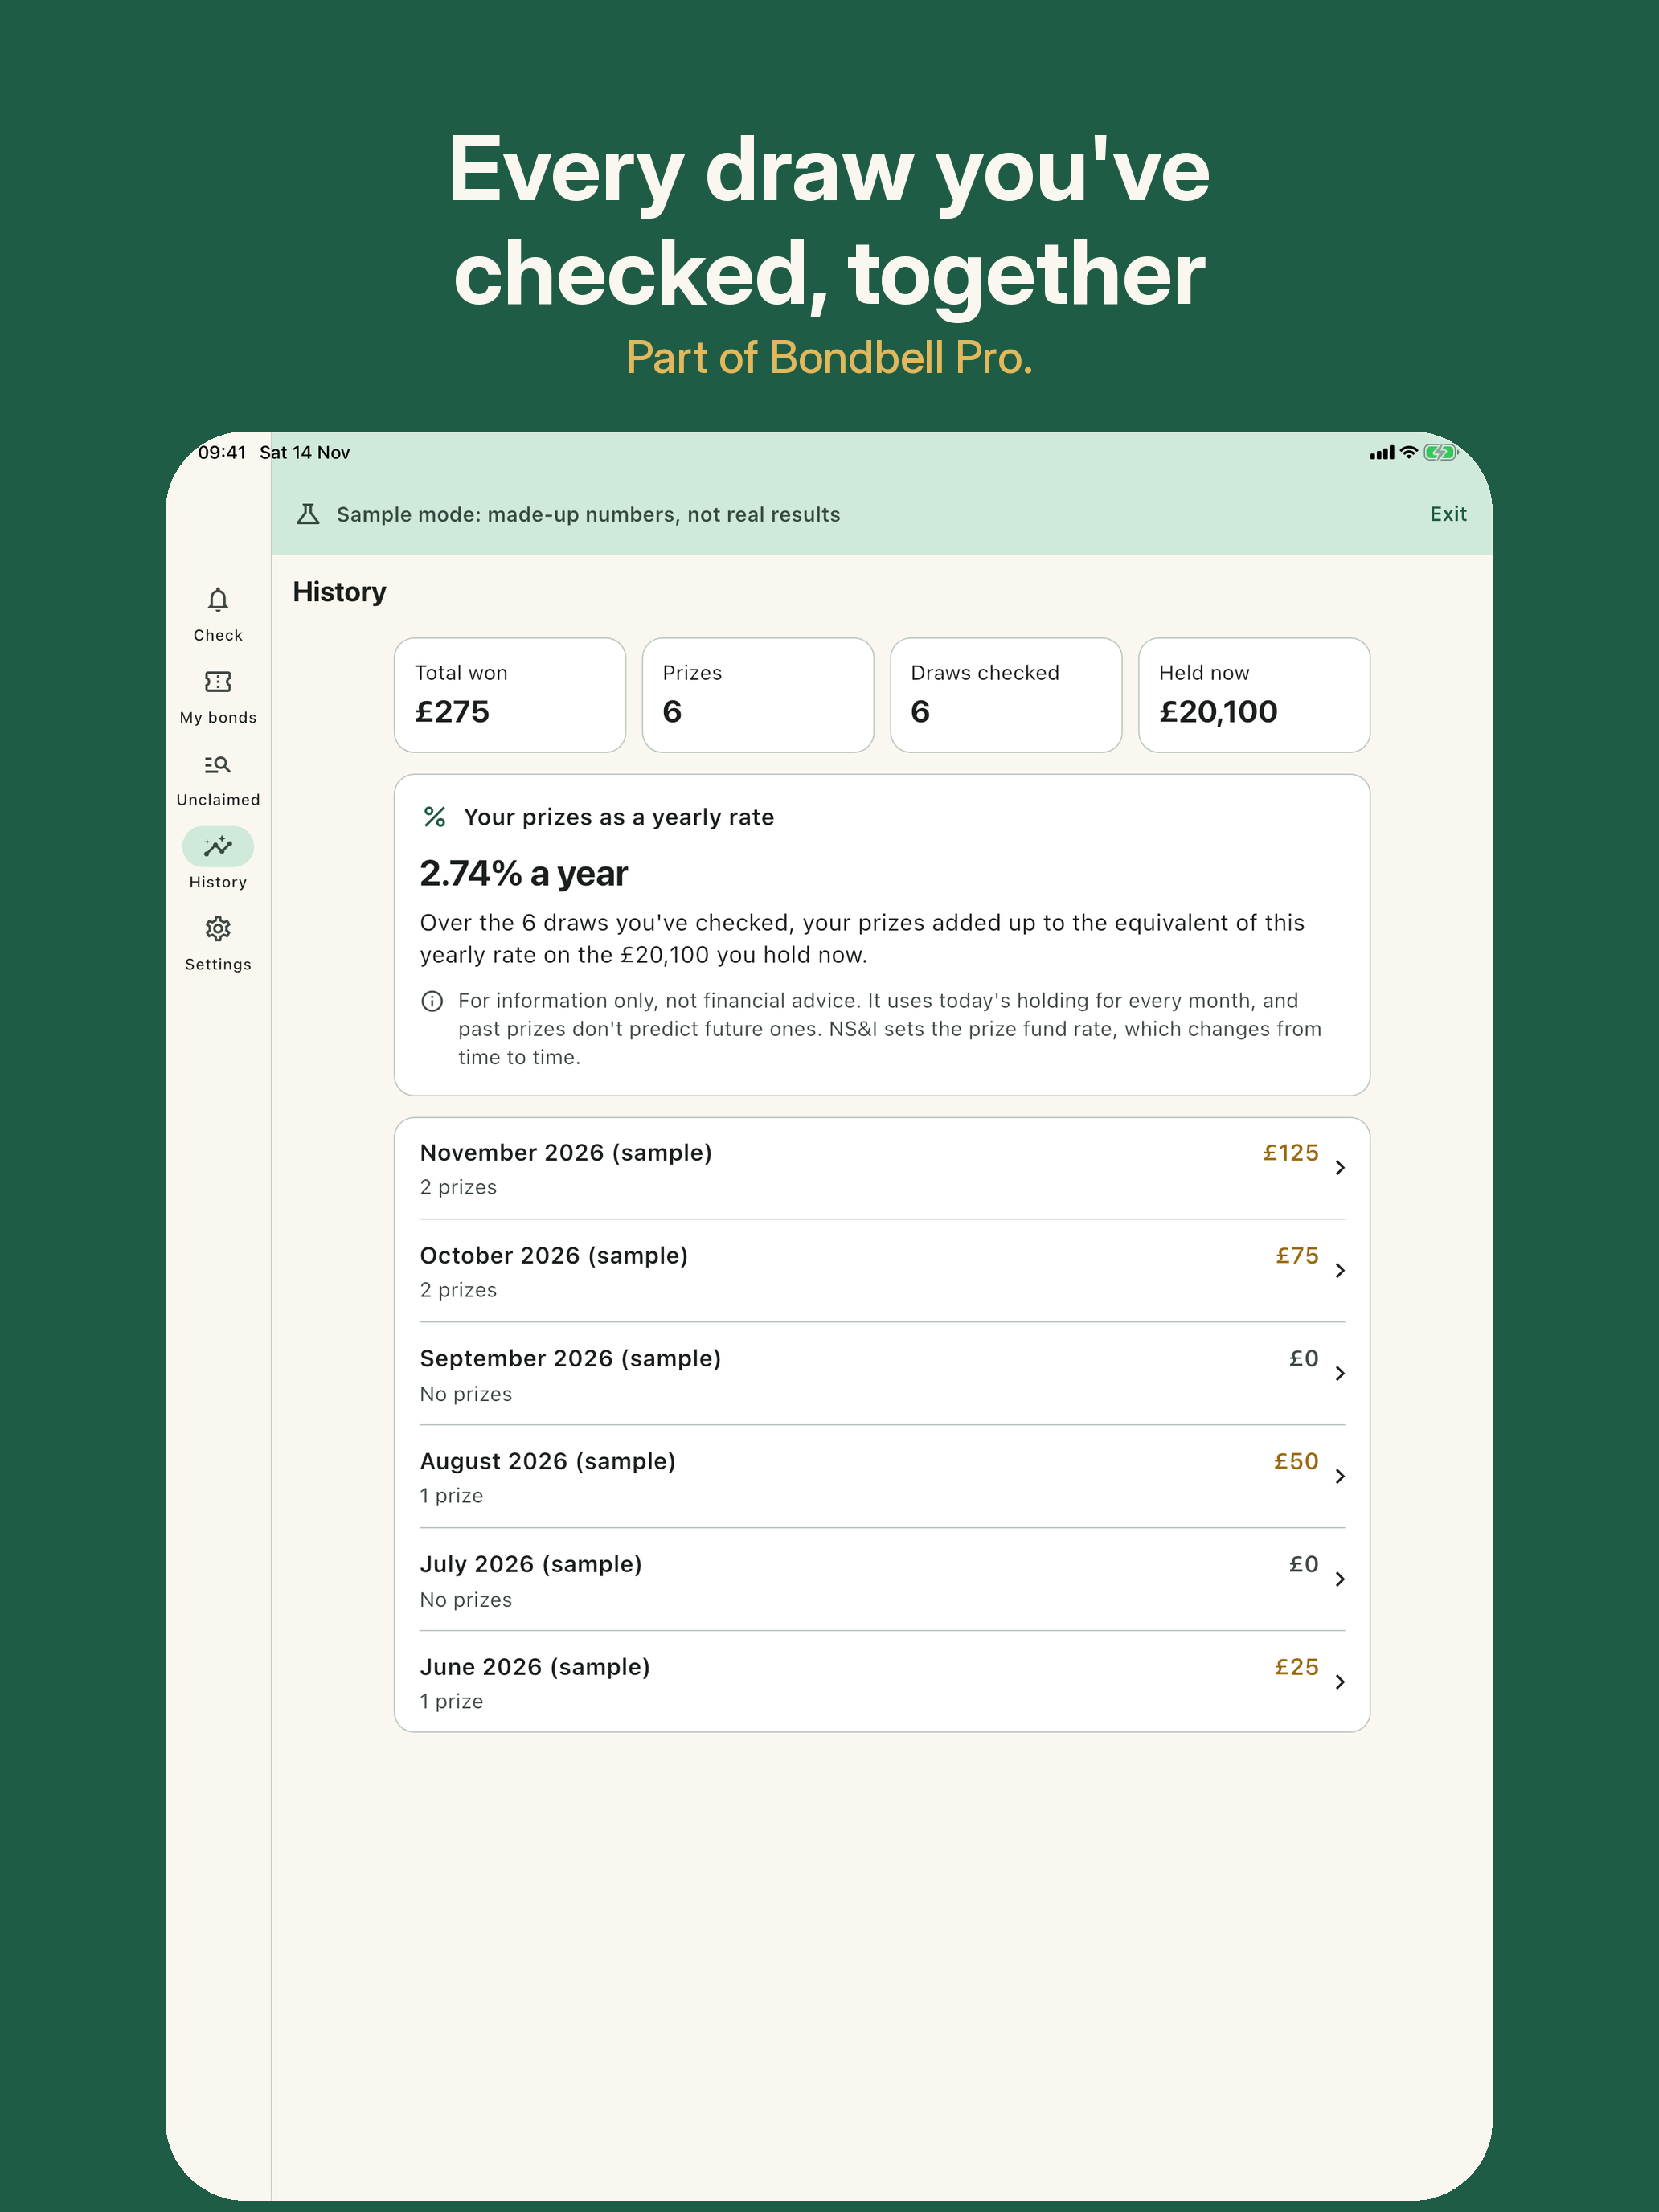 Every draw you've
checked, together
Part of Bondbell Pro.
09:41 Sat 14 Nov
Sample mode: made-up numbers, not real results
Exit
Check
My bonds
Unclaimed
History
Settings
History
Total won
£275
Prizes
6
Draws checked
6
Held now
£20,100
Your prizes as a yearly rate
2.74% a year
Over the 6 draws you've checked, your prizes added up to the equivalent of this
yearly rate on the £20,100 you hold now.
For information only, not financial advice. It uses today's holding for every month, and
past prizes don't predict future ones. NS&I sets the prize fund rate, which changes from
time to time.
November 2026 (sample)
£125
2 prizes
October 2026 (sample)
£75
2 prizes
September 2026 (sample)
£0
No prizes
August 2026 (sample)
£50
1 prize
July 2026 (sample)
£0
No prizes
June 2026 (sample)
£25
1 prize